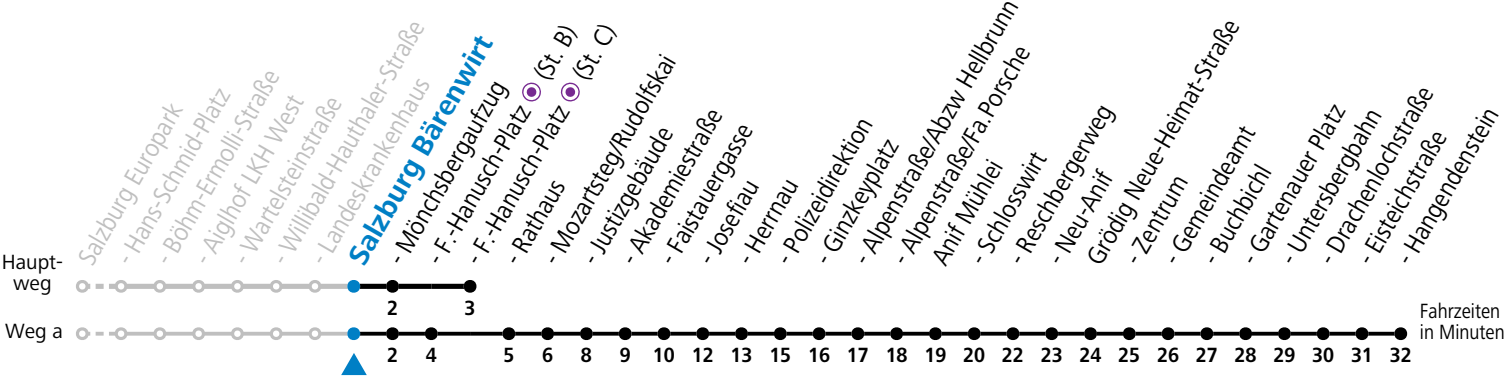 Salzburg Europark
- Hans-Schmid-Platz
- Böhm-Ermolli-Straße
- Aiglhof LKH West
- Wartelsteinstraße
- Willibald-Hauthaler-Straße
- Landeskrankenhaus
Salzburg Bärenwirt
- Mönchsbergaufzug
- F.-Hanusch-Platz (St. B)
- F.-Hanusch-Platz (St. C)
- Rathaus
- Mozartsteg/Rudolfskai
- Justizgebäude
- Akademiestraße
- Faistauergasse
- Josefiau
- Herrnau
- Polizeidirektion
- Ginzkeyplatz
- Alpenstraße/Abzw Hellbrunn
- Alpenstraße/Fa. Porsche
Anif Mühlei
- Schlosswirt
- Reschbergerweg
- Neu-Anif
Grödig Neue-Heimat-Straße
- Zentrum
- Gemeindeamt
- Buchbichl
- Gartenauer Platz
- Untersbergbahn
- Drachenlochstraße
- Eisteichstraße
- Hangendenstein
Haupt-
weg
2 3
Weg a
2 4 5 6 8 9 10 12 13 15 16 17 18 19 20 22 23 24 25 26 27 28 29 30 31 32
Fahrzeiten
in Minuten